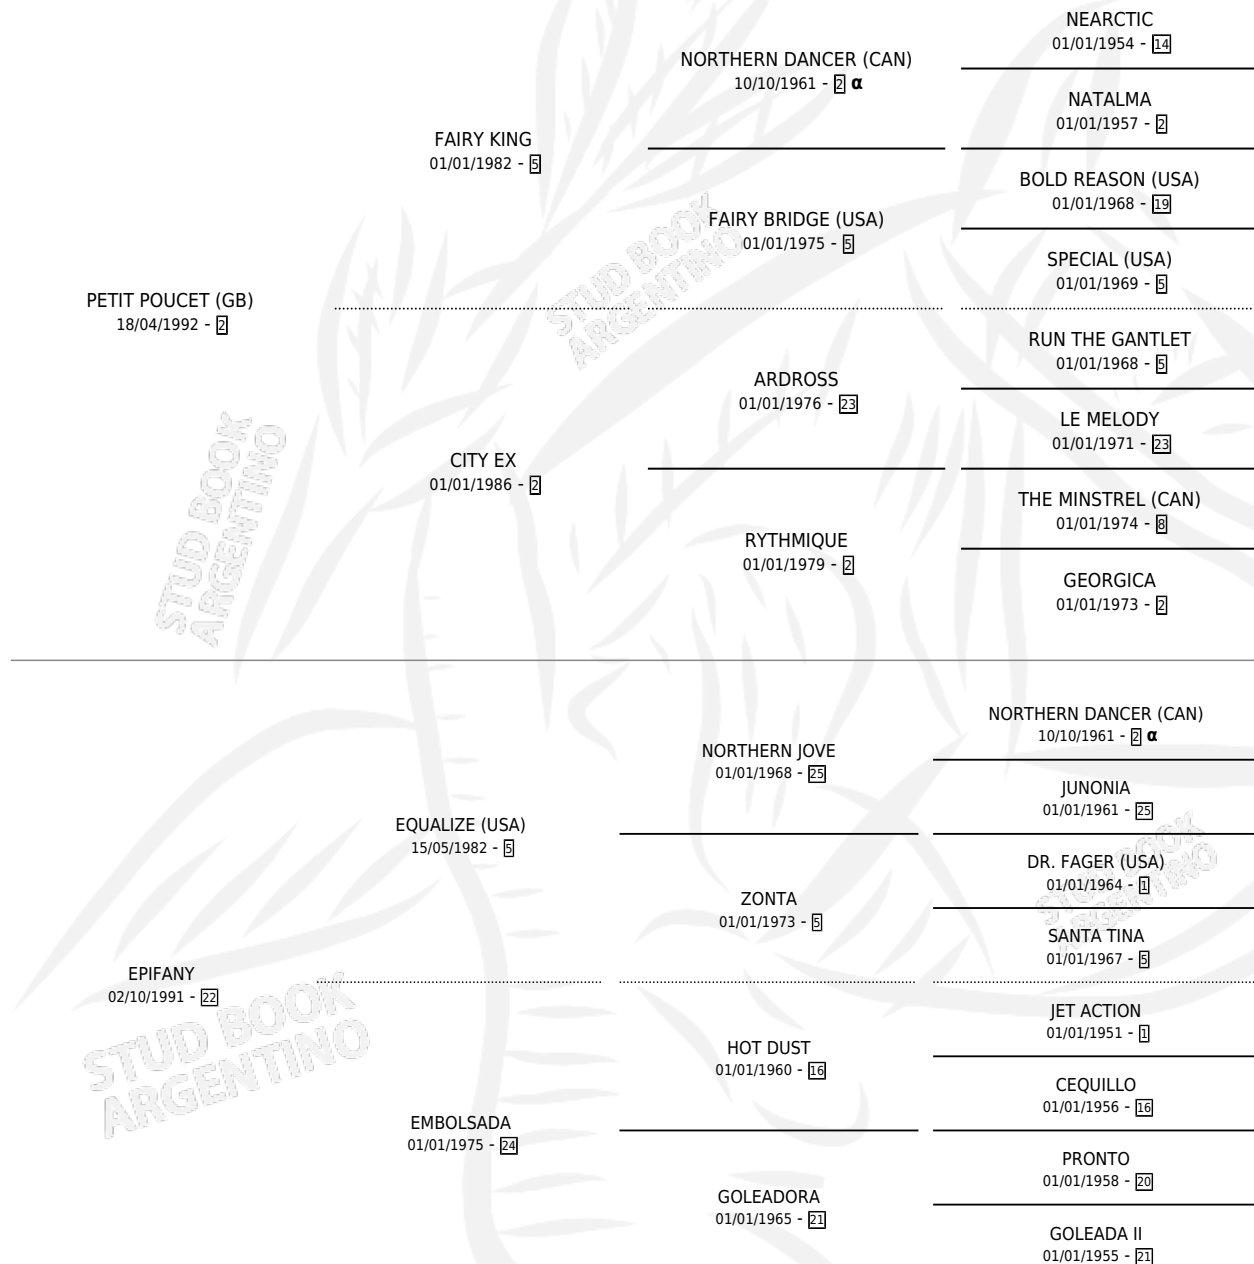 NEARCTIC
01/01/1954 - 14
NORTHERN DANCER (CAN)
10/10/1961 - 2 α
NATALMA
01/01/1957 - 2
FAIRY KING
01/01/1982 - 5
BOLD REASON (USA)
01/01/1968 - 19
FAIRY BRIDGE (USA)
01/01/1975 - 5
SPECIAL (USA)
01/01/1969 - 5
PETIT POUCET (GB)
18/04/1992 - 2
STUD BOOK
ARGENTINO
RUN THE GANTLET
01/01/1968 - 5
ARDROSS
01/01/1976 - 23
LE MELODY
01/01/1971 - 23
CITY EX
01/01/1986 - 2
STUD BOOK
ARGENTINO
THE MINSTREL (CAN)
01/01/1974 - 8
RYTHMIQUE
01/01/1979 - 2
GEORGICA
01/01/1973 - 2
NORTHERN DANCER (CAN)
10/10/1961 - 2 α
NORTHERN JOVE
01/01/1968 - 25
JUNONIA
01/01/1961 - 25
EQUALIZE (USA)
15/05/1982 - 5
DR. FAGER (USA)
01/01/1964 - 1
STUD BOOK
ARGENTINO
ZONTA
01/01/1973 - 5
SANTA TINA
01/01/1967 - 5
EPIFANY
02/10/1991 - 22
STUD BOOK
ARGENTINO
JET ACTION
01/01/1951 - 1
HOT DUST
01/01/1960 - 16
CEQUILLO
01/01/1956 - 16
EMBOLSADA
01/01/1975 - 24
PRONTO
01/01/1958 - 20
GOLEADORA
01/01/1965 - 21
GOLEADA II
01/01/1955 - 21